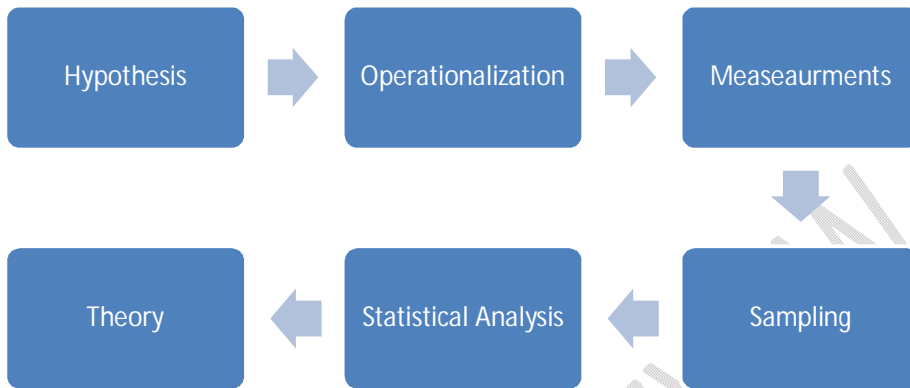 Hypothesis
Operationalization
Measeaurments
Sampling
Statistical Analysis
Theory